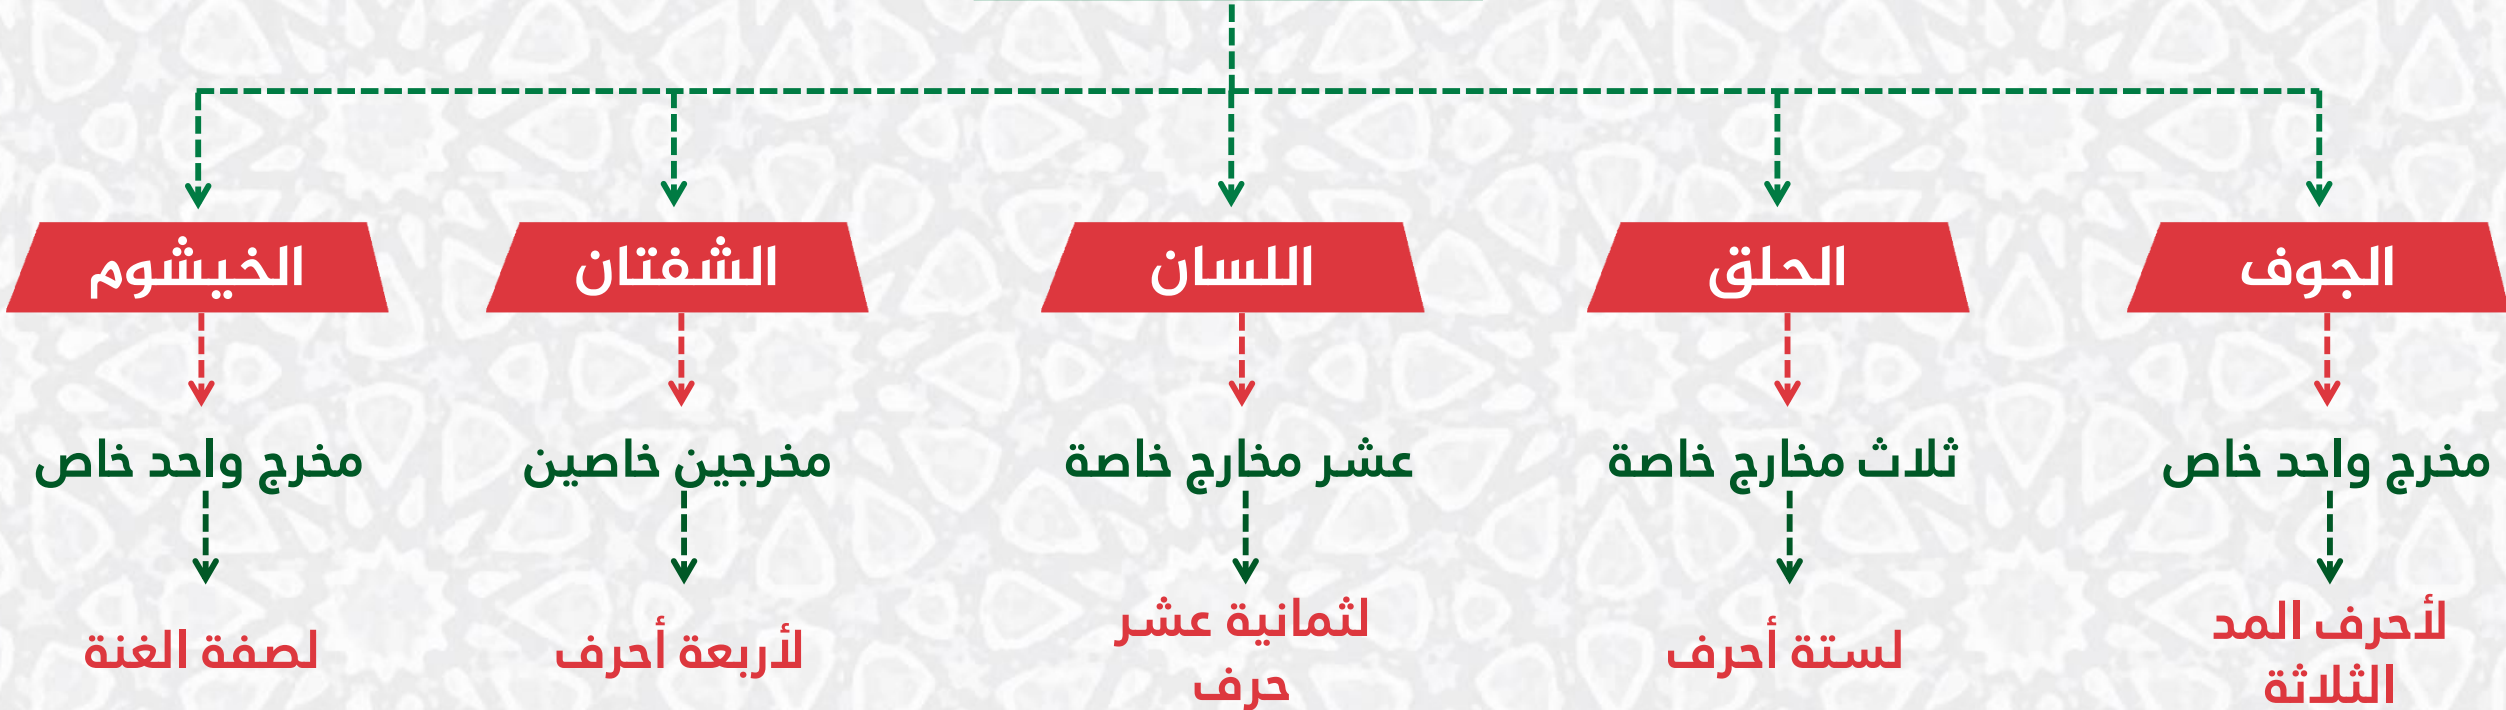 الجوف
الحلق
اللسان
الشفتان
الخيشوم
مخرج واحد خاص
ثلاث مخارج خاصة
عشر مخارج خاصة
مخرجين خاصين
مخرج واحد خاص
لأحرف المد
الثلاثة
لستة أحرف
لثمانية عشر
حرف
لأربعة أحرف
لصفة الغنة